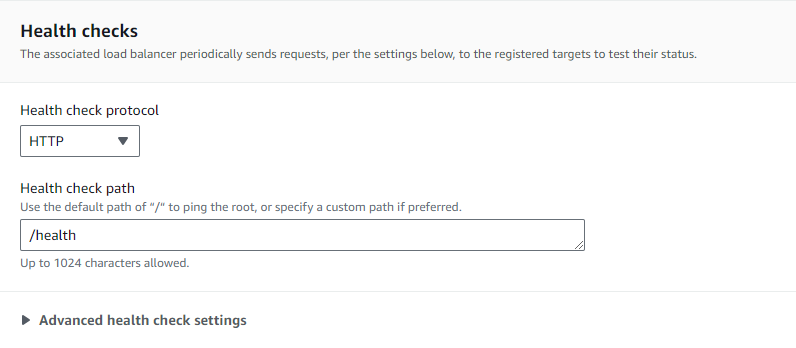 Health checks
The associated load balancer periodically sends requests, per the settings below, to the registered targets to test their status.
Health check protocol
HTTP
Health check path
Use the default path of "/" to ping the root, or specify a custom path if preferred.
/health
Up to 1024 characters allowed.
Advanced health check settings